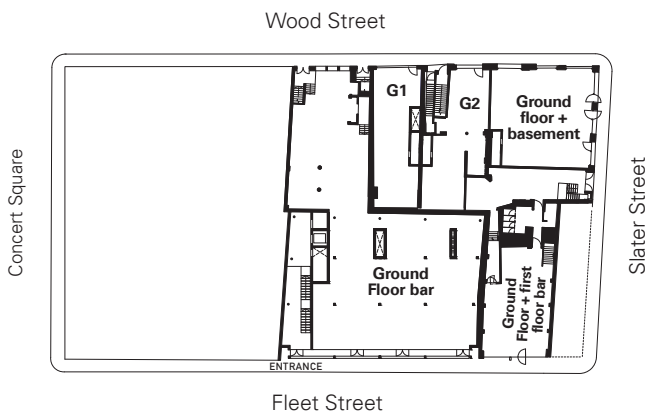 Wood Street
G1
G2
Ground
floor +
basement
Concert Square
Slater Street
Ground
Floor bar
Ground
Floor + first
floor bar
ENTRANCE
Fleet Street